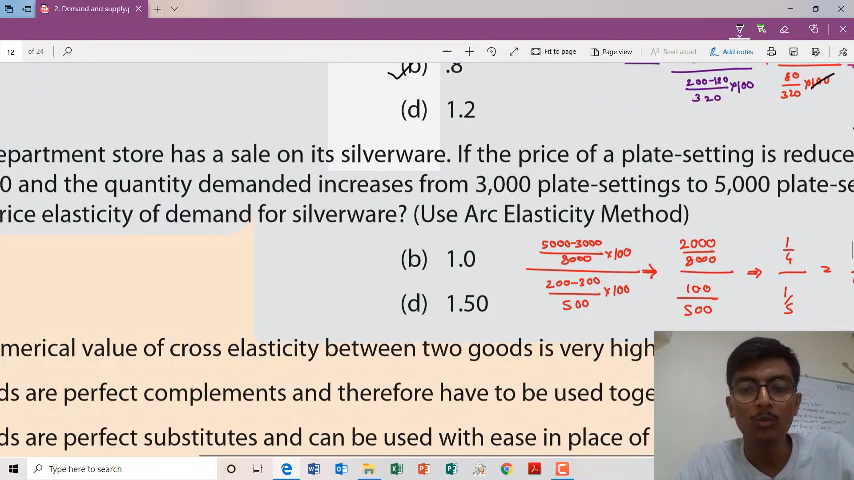 2. Demand and supply.p
12 of 24
Fit to page
Page view
Read aloud
Add notes
(b) .8
200-180
320
×100
80
320
×100
(d) 1.2
epartment store has a sale on its silverware. If the price of a plate-setting is reduce
0 and the quantity demanded increases from 3,000 plate-settings to 5,000 plate-se
rice elasticity of demand for silverware? (Use Arc Elasticity Method)
(b) 1.0
(d) 1.50
5000-3000
8000
×100
200-300
500
×100
→
2000
8000
100
500
⇒
1
4
1
5
=
merical value of cross elasticity between two goods is very high
ds are perfect complements and therefore have to be used toge
ds are perfect substitutes and can be used with ease in place of
Type here to search